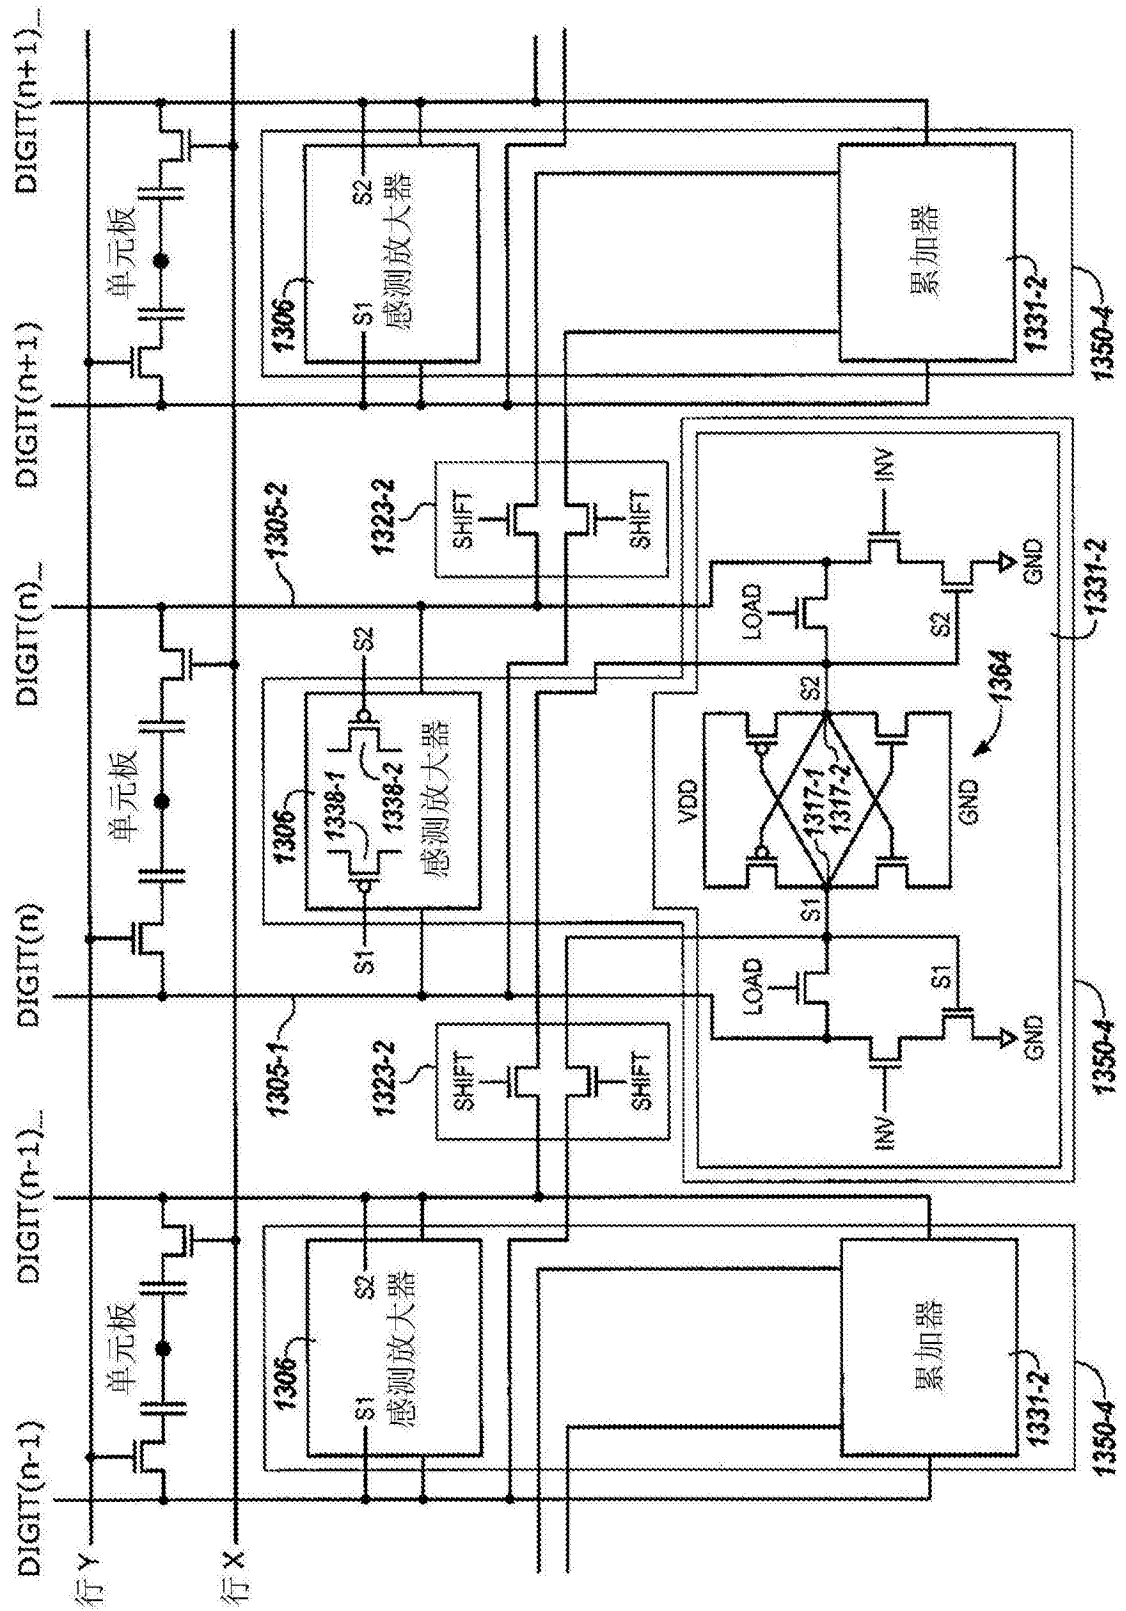 DIGIT(n-1)
DIGIT(n-1)_
DIGIT(n)
DIGIT(n)_
DIGIT(n+1)
DIGIT(n+1)_
行 Y
单元板
单元板
单元板
行 X
1305-1
1305-2
1306
S1
S2
感测放大器
1306
S1
1338-1
1338-2
S2
感测放大器
1306
S1
S2
感测放大器
1323-2
SHIFT
SHIFT
1323-2
SHIFT
SHIFT
VDD
LOAD
LOAD
S1
1317-1
1317-2
S2
INV
INV
S1
S2
GND
GND
GND
1364
累加器
累加器
1331-2
1331-2
1331-2
1350-4
1350-4
1350-4